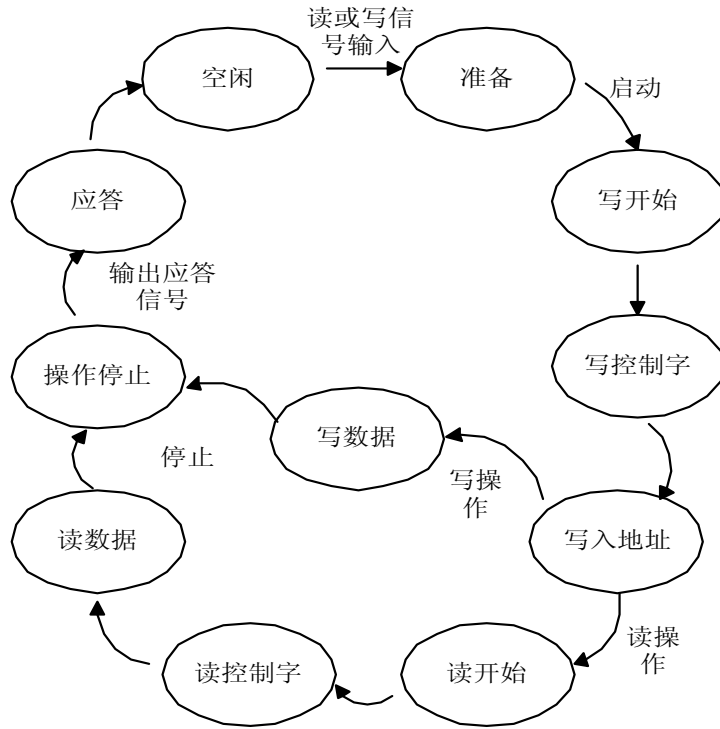 读或写信
号输入
空闲
准备
启动
应答
写开始
输出应答
信号
操作停止
写控制字
写数据
停止
写操
作
读数据
写入地址
读操
作
读控制字
读开始